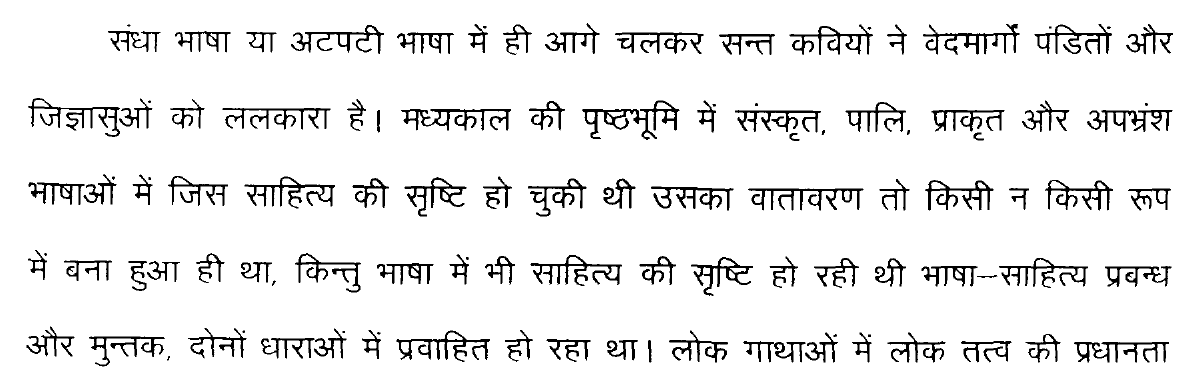 संधा भाषा या अटपटी भाषा में ही आगे चलकर सन्त कवियों ने वेदमार्गों पंडितों और
जिज्ञासुओं को ललकारा है। मध्यकाल की पृष्ठभूमि में संस्कृत, पालि, प्राकृत और अपभ्रंश
भाषाओं में जिस साहित्य की सृष्टि हो चुकी थी उसका वातावरण तो किसी न किसी रूप
में बना हुआ ही था, किन्तु भाषा में भी साहित्य की सृष्टि हो रही थी भाषा–साहित्य प्रबन्ध
और मुन्तक, दोनों धाराओं में प्रवाहित हो रहा था। लोक गाथाओं में लोक तत्व की प्रधानता